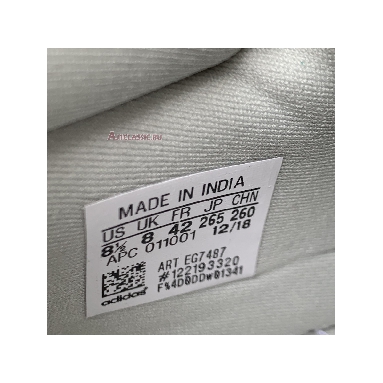 MADE IN INDIA
US UK FR JP CHN
8½ 8 42 265 260
APC 011001 12/18
ART EG7487
#122193320
F%4D0DDW01341
adidas